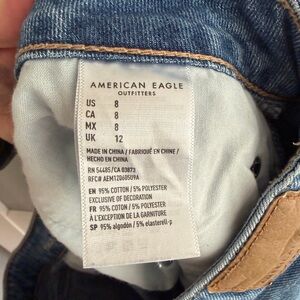 AMERICAN EAGLE
OUTFITTERS
US 8
CA 8
MX 8
UK 12
MADE IN CHINA / FABRIQUÉ EN CHINE /
HECHO EN CHINA
RN 54485/CA 03873
RFC# AEM12060509A
EN 95% COTTON / 5% POLYESTER
EXCLUSIVE OF DECORATION
FR 95% COTON / 5% POLYESTER
À L'EXCEPTION DE LA GARNITURE
SP 95% algodón / 5%